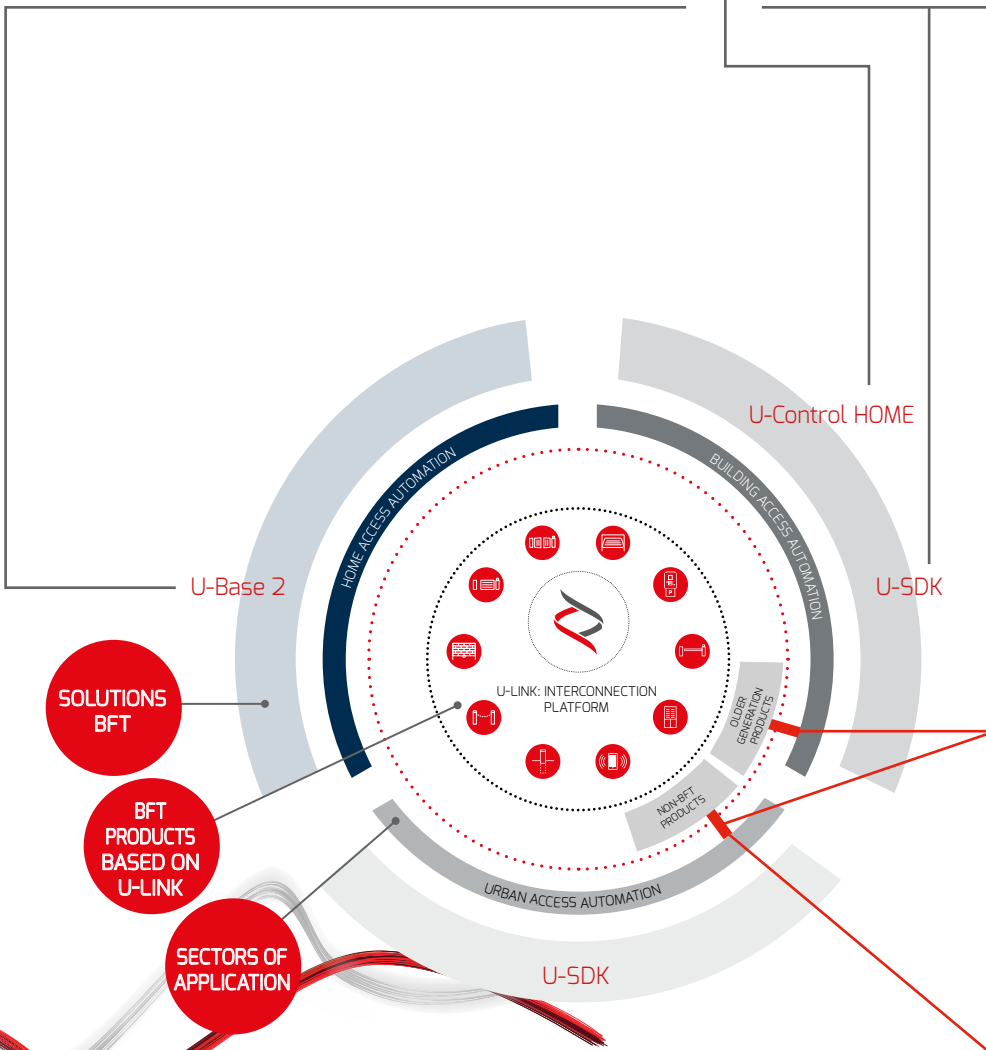 U-Control HOME
HOME ACCESS AUTOMATION
BUILDING ACCESS AUTOMATION
U-Base 2
U-SDK
SOLUTIONS
BFT
U-LINK: INTERCONNECTION
PLATFORM
OLDER
GENERATION
PRODUCTS
NON-BFT
PRODUCTS
BFT
PRODUCTS
BASED ON
U-LINK
URBAN ACCESS AUTOMATION
SECTORS OF
APPLICATION
U-SDK
P